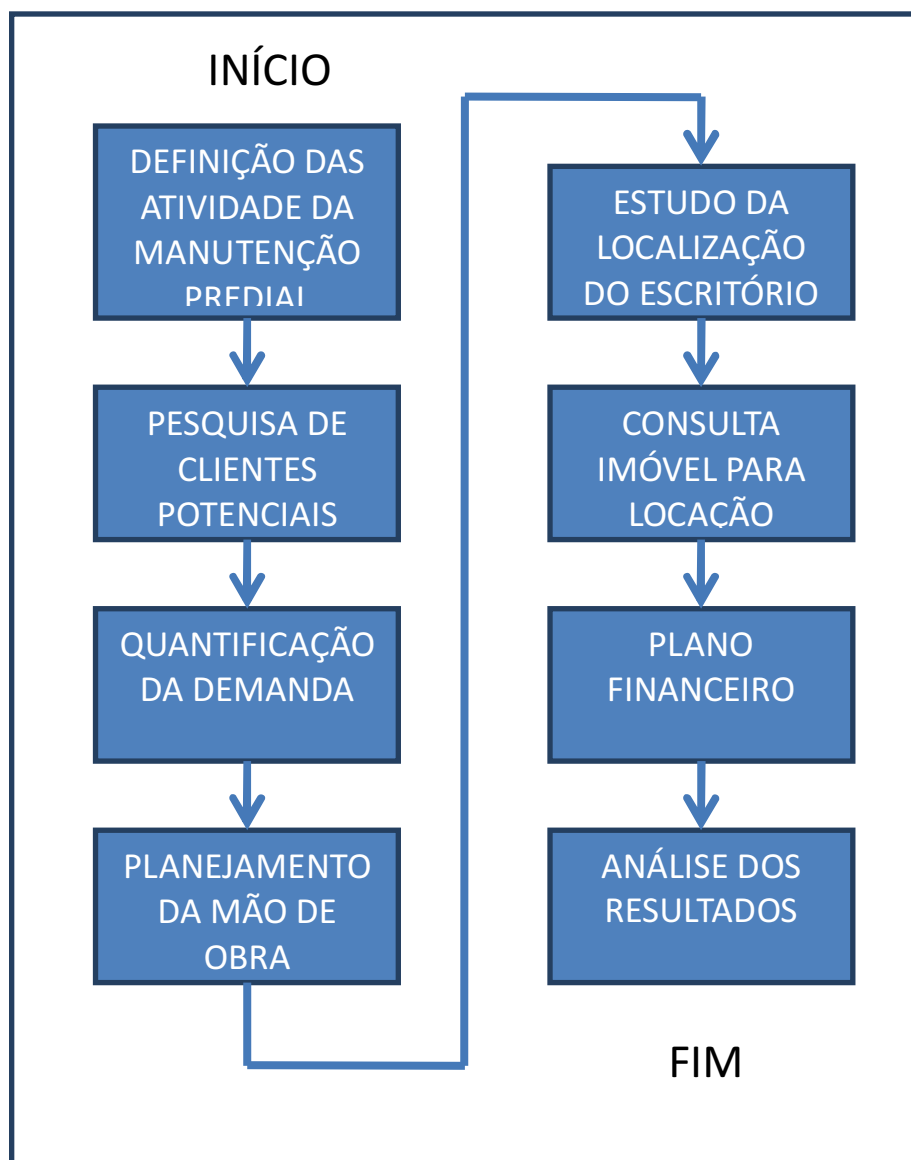 INÍCIO
DEFINIÇÃO DAS
ATIVIDADE DA
MANUTENÇÃO
PREDIAL
PESQUISA DE
CLIENTES
POTENCIAIS
QUANTIFICAÇÃO
DA DEMANDA
PLANEJAMENTO
DA MÃO DE
OBRA
ESTUDO DA
LOCALIZAÇÃO
DO ESCRITÓRIO
CONSULTA
IMÓVEL PARA
LOCAÇÃO
PLANO
FINANCEIRO
ANÁLISE DOS
RESULTADOS
FIM